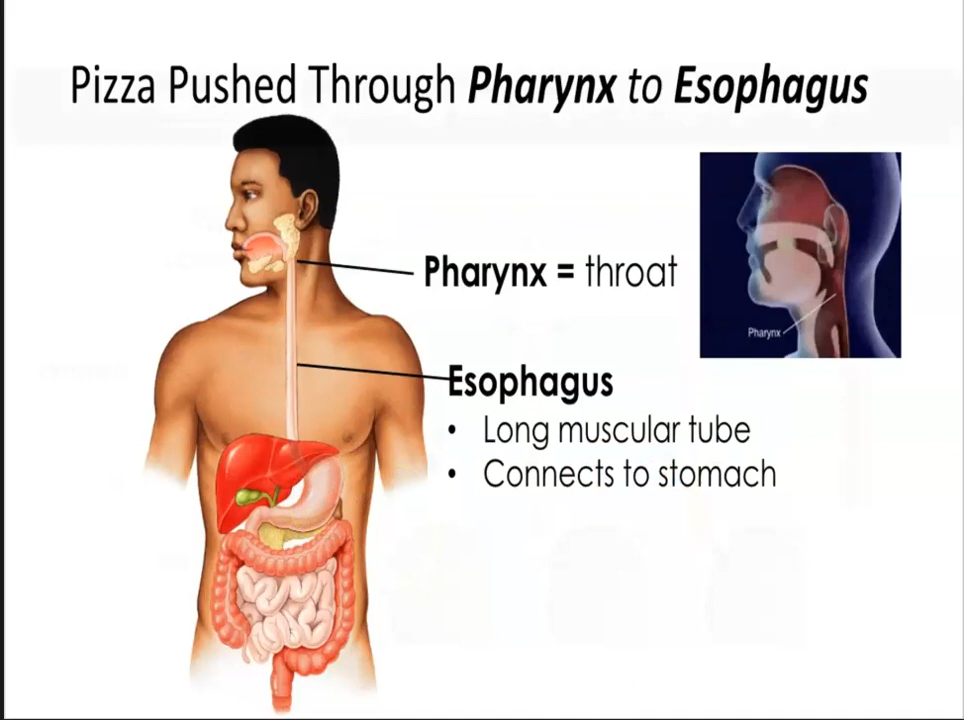 Pizza Pushed Through Pharynx to Esophagus
Pharynx = throat
Pharynx
Esophagus
• Long muscular tube
• Connects to stomach